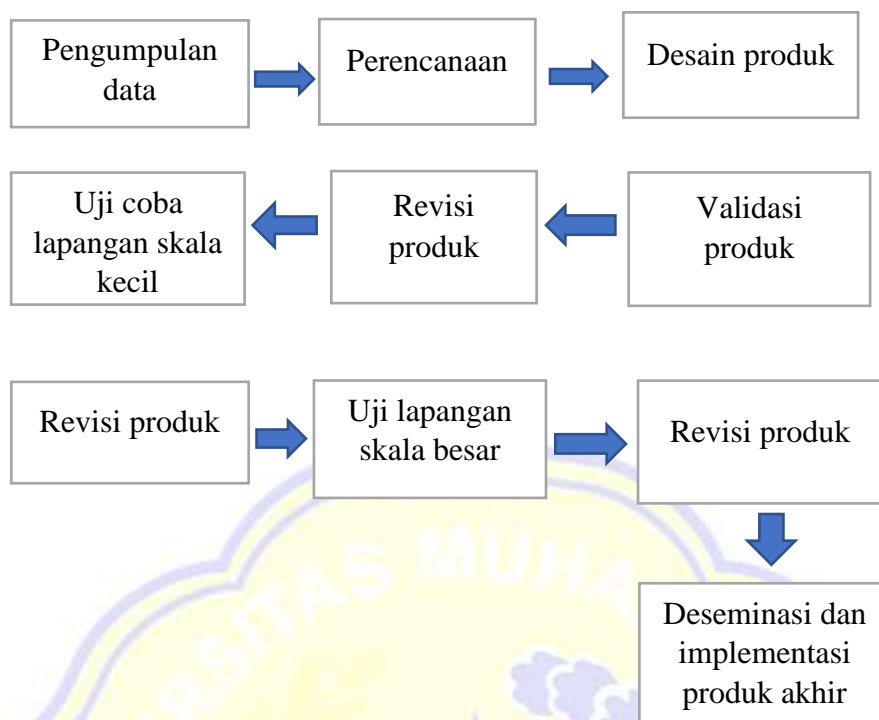 Pengumpulan
data
Perencanaan
Desain produk
Validasi
produk
Revisi
produk
Uji coba
lapangan skala
kecil
Revisi produk
Uji lapangan
skala besar
Revisi produk
Deseminasi dan
implementasi
produk akhir